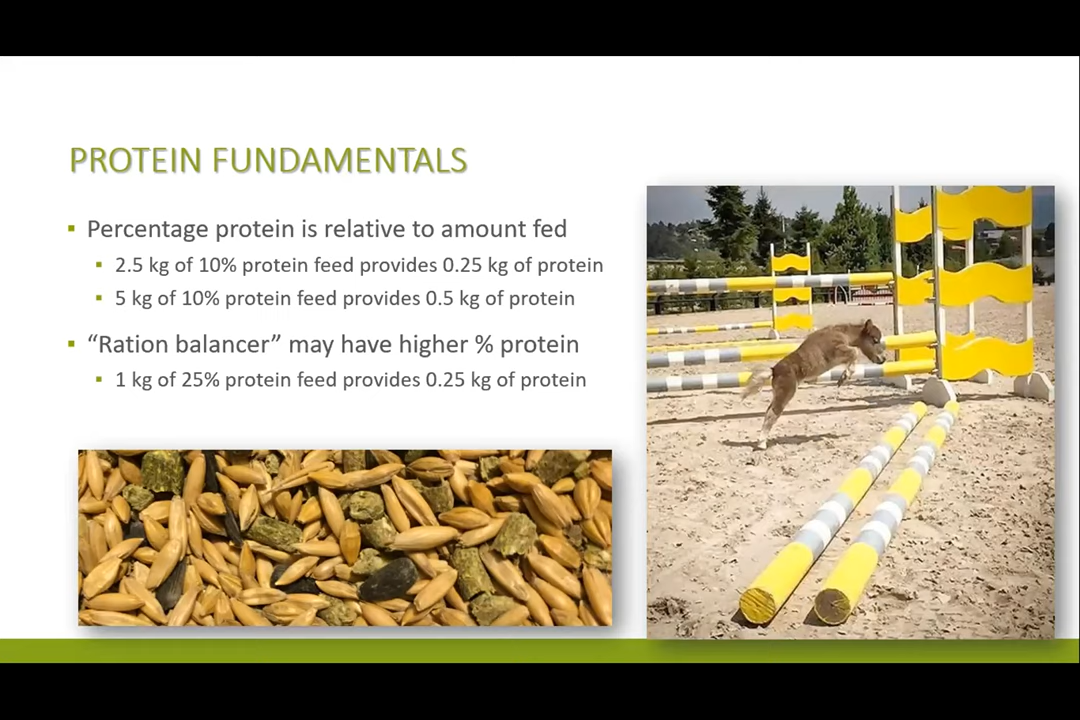 PROTEIN FUNDAMENTALS
Percentage protein is relative to amount fed
2.5 kg of 10% protein feed provides 0.25 kg of protein
5 kg of 10% protein feed provides 0.5 kg of protein
“Ration balancer” may have higher % protein
1 kg of 25% protein feed provides 0.25 kg of protein